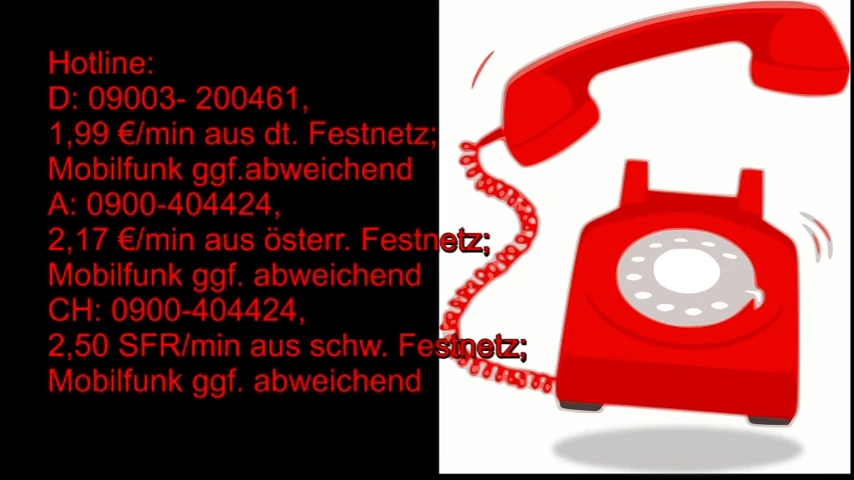 Hotline:
D: 09003- 200461,
1,99 €/min aus dt. Festnetz;
Mobilfunk ggf.abweichend
A: 0900-404424,
2,17 €/min aus österr. Festnetz;
Mobilfunk ggf. abweichend
CH: 0900-404424,
2,50 SFR/min aus schw. Festnetz;
Mobilfunk ggf. abweichend